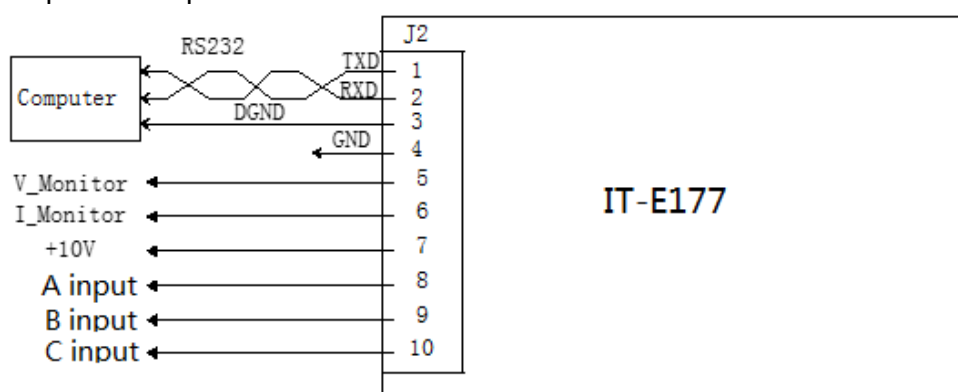 J2
RS232
TXD 1
Computer RXD 2
DGND 3
GND 4
V_Monitor 5
I_Monitor 6
+10V 7
A input 8
B input 9
C input 10
IT-E177